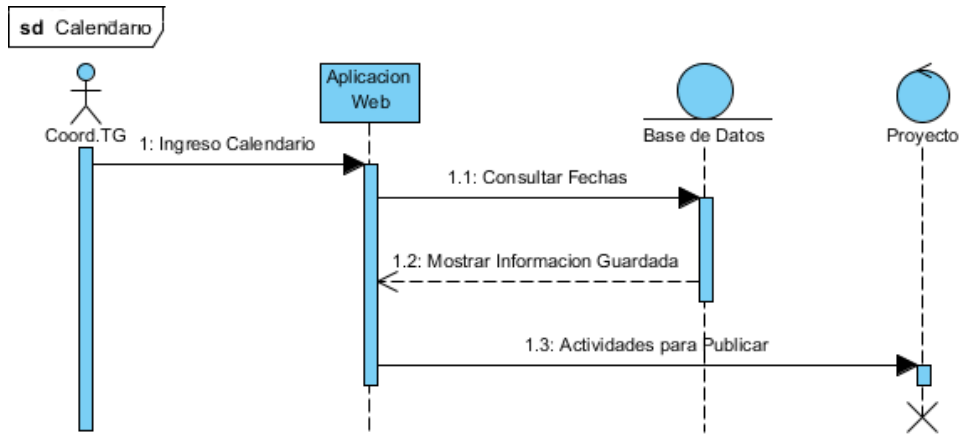 sd Calendario
Aplicacion
Web
Coord.TG
Base de Datos
Proyecto
1: Ingreso Calendario
1.1: Consultar Fechas
1.2: Mostrar Informacion Guardada
1.3: Actividades para Publicar